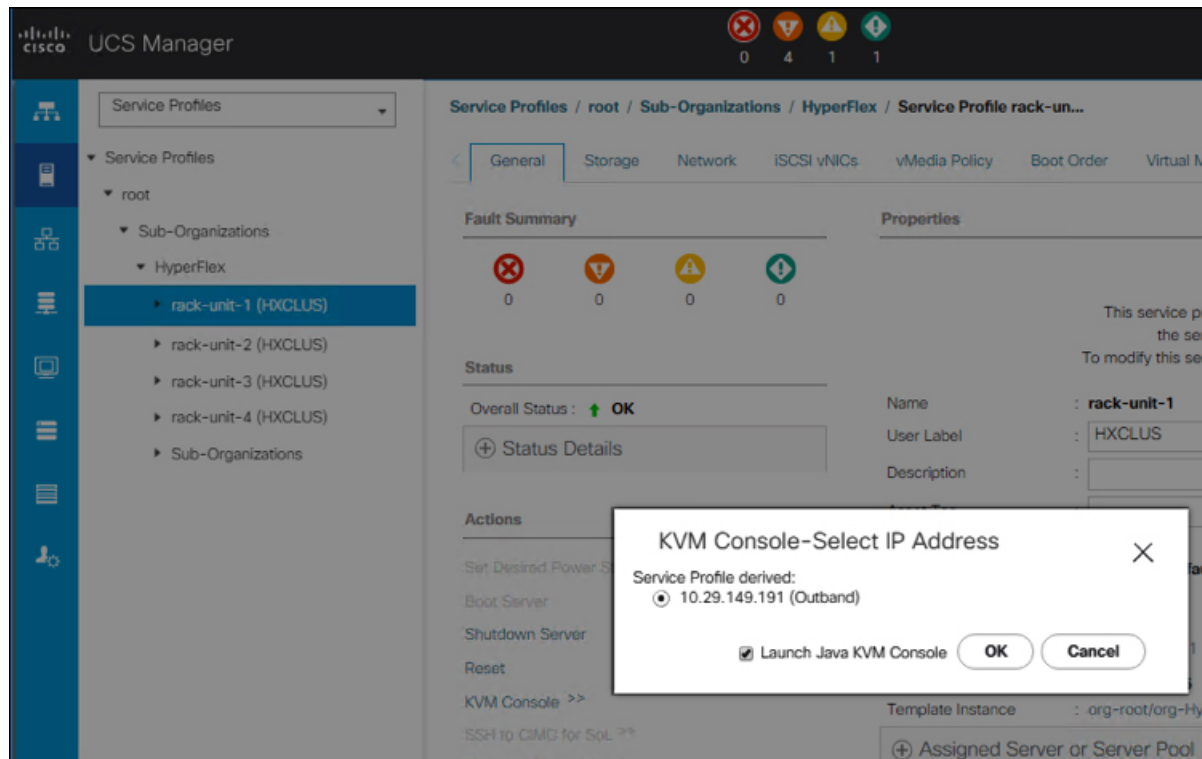 cisco UCS Manager
0 4 1 1
Service Profiles
Service Profiles / root / Sub-Organizations / HyperFlex / Service Profile rack-un...
Service Profiles
root
Sub-Organizations
HyperFlex
rack-unit-1 (HXCLUS)
rack-unit-2 (HXCLUS)
rack-unit-3 (HXCLUS)
rack-unit-4 (HXCLUS)
Sub-Organizations
General Storage Network iSCSI vNICs vMedia Policy Boot Order Virtual M
Fault Summary
0 0 0 0
Status
Overall Status : OK
Status Details
Actions
Set Desired Power S
Boot Server
Shutdown Server
Reset
KVM Console >>
SSH to CIMC for SoL >>
Properties
This service p
the se
To modify this se
Name : rack-unit-1
User Label : HXCLUS
Description :
KVM Console-Select IP Address
Service Profile derived:
10.29.149.191 (Outband)
Launch Java KVM Console OK Cancel
Template Instance : org-root/org-Hy
Assigned Server or Server Pool